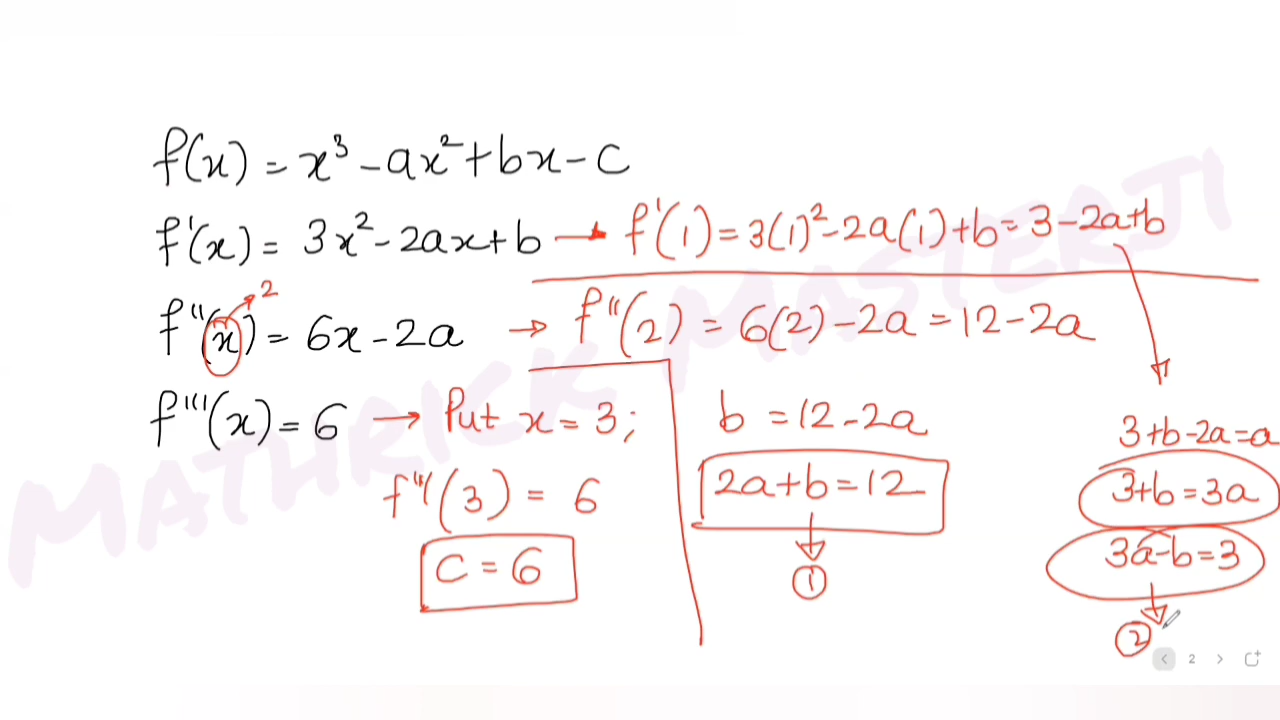 f(x) = x³ - ax² + bx - c
f'(x) = 3x² - 2ax + b → f'(1) = 3(1)² - 2a(1) + b = 3 - 2a + b
2
f''(x) = 6x - 2a → f''(2) = 6(2) - 2a = 12 - 2a
f'''(x) = 6 → Put x = 3;
f'''(3) = 6
c = 6
b = 12 - 2a
2a + b = 12
↓
①
3 + b - 2a = a
3 + b = 3a
3a - b = 3
↓
②
MATHRICK MASTERJI
< 2 >